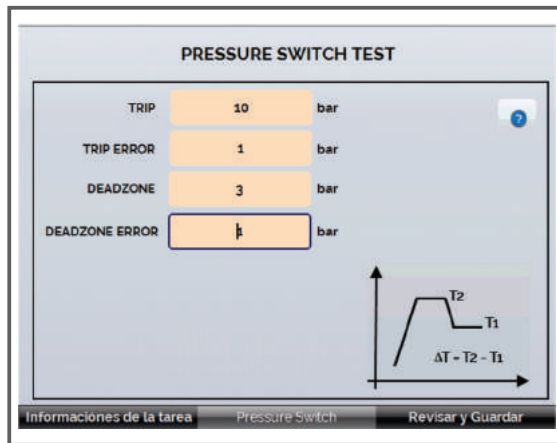 PRESSURE SWITCH TEST
TRIP 10 bar
?
TRIP ERROR 1 bar
DEADZONE 3 bar
DEADZONE ERROR 1 bar
T2
T1
ΔT - T2 - T1
Informaciónes de la tarea Pressure Switch Revisar y Guardar